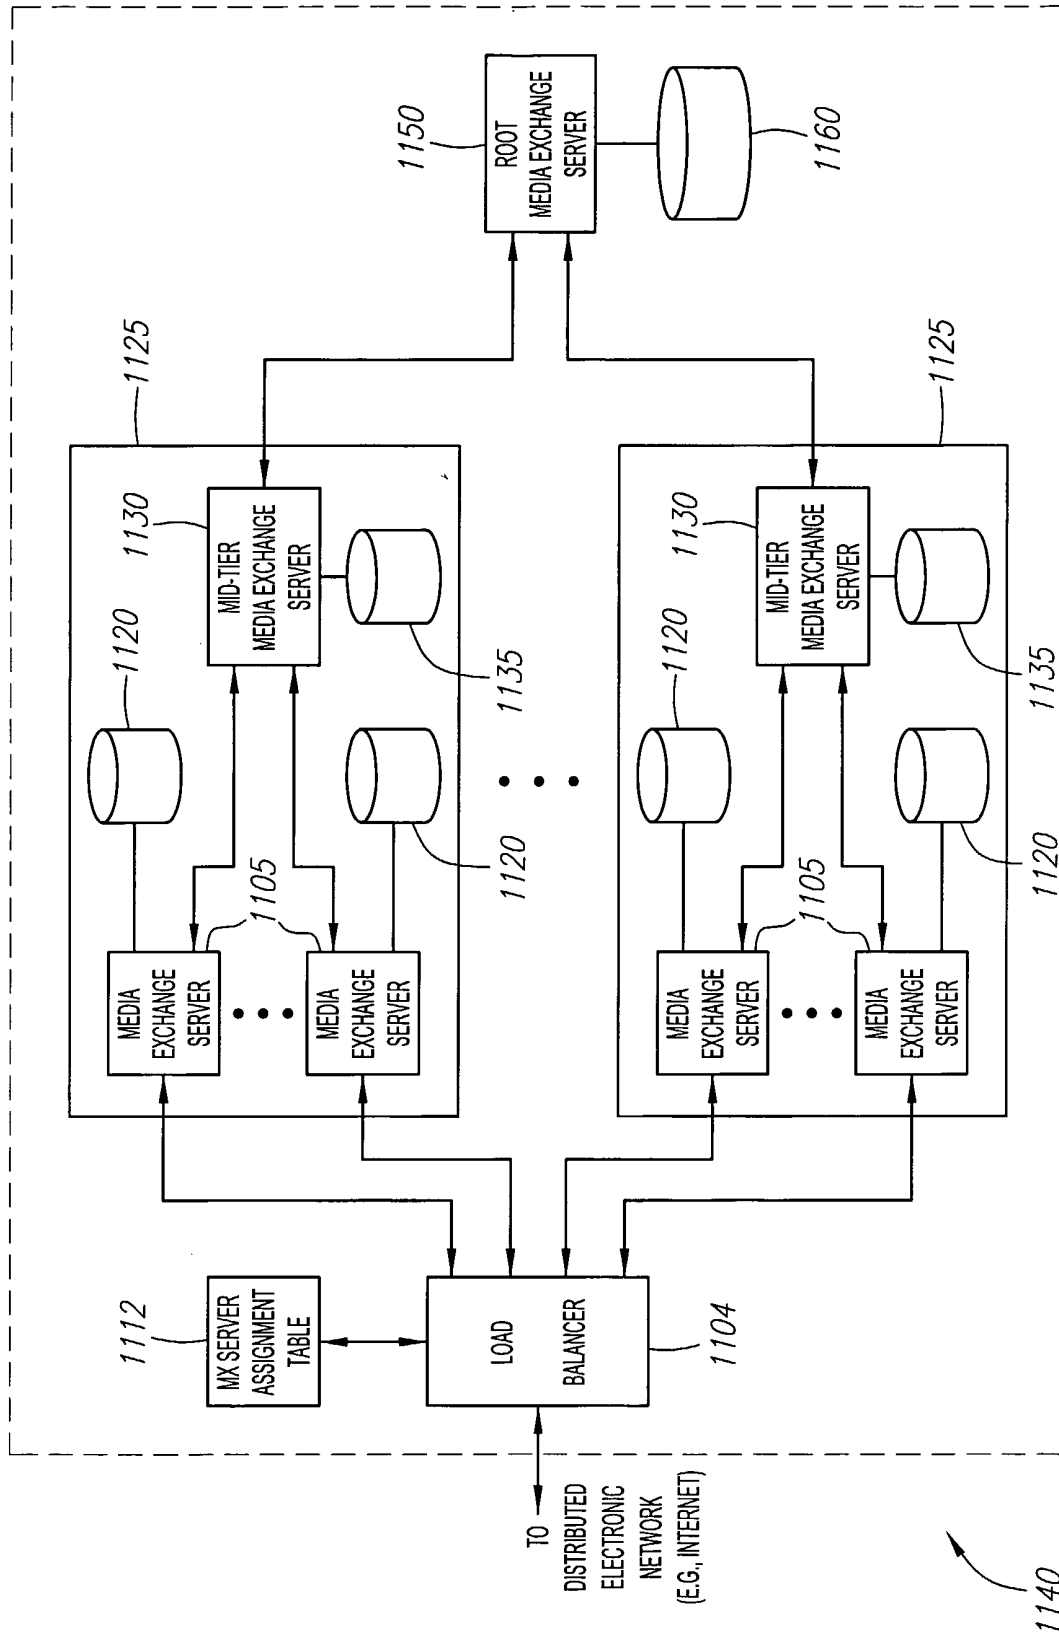 1140
TO
DISTRIBUTED
ELECTRONIC
NETWORK
(E.G., INTERNET)
1112
MX SERVER
ASSIGNMENT
TABLE
LOAD
BALANCER
1104
MEDIA
EXCHANGE
SERVER
1105
MEDIA
EXCHANGE
SERVER
1120
1120
1130
MID-TIER
MEDIA EXCHANGE
SERVER
1135
1125
MEDIA
EXCHANGE
SERVER
1105
MEDIA
EXCHANGE
SERVER
1120
1120
1130
MID-TIER
MEDIA EXCHANGE
SERVER
1135
1125
1150
ROOT
MEDIA EXCHANGE
SERVER
1160